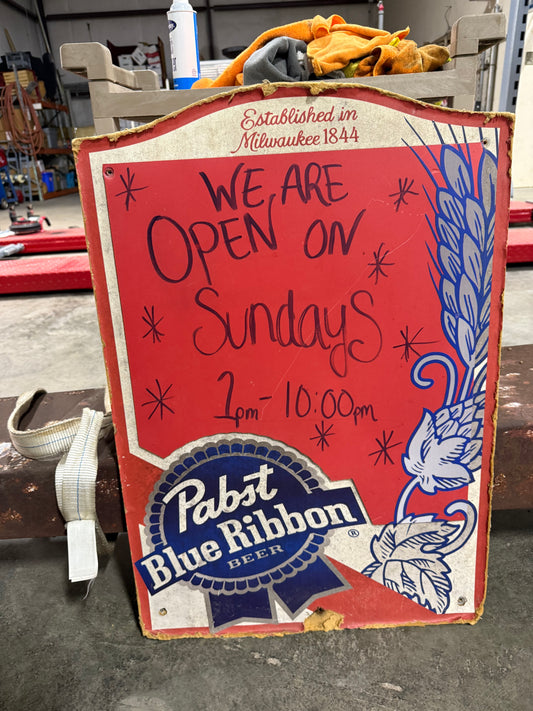 Established in
Milwaukee 1844
WE ARE
OPEN ON
Sundays
1pm - 10:00pm
Pabst
Blue Ribbon®
BEER